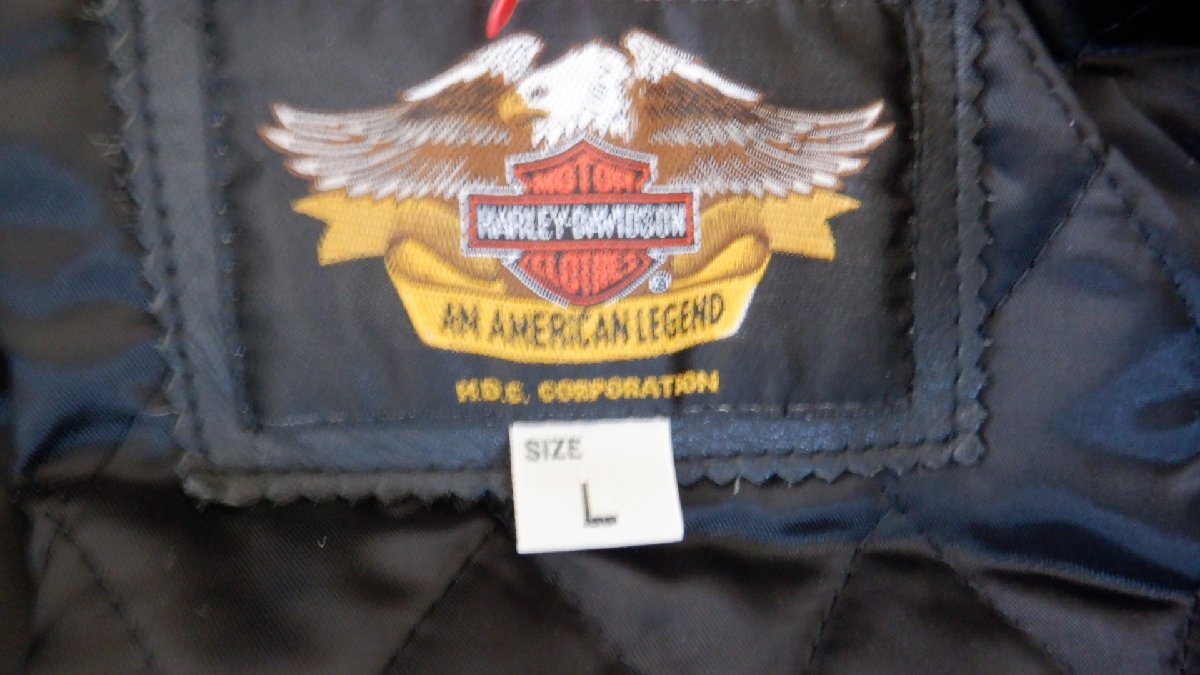 MOTOR
HARLEY-DAVIDSON
CLOTHES
®
AN AMERICAN LEGEND
H.D.C. CORPORATION
SIZE
L